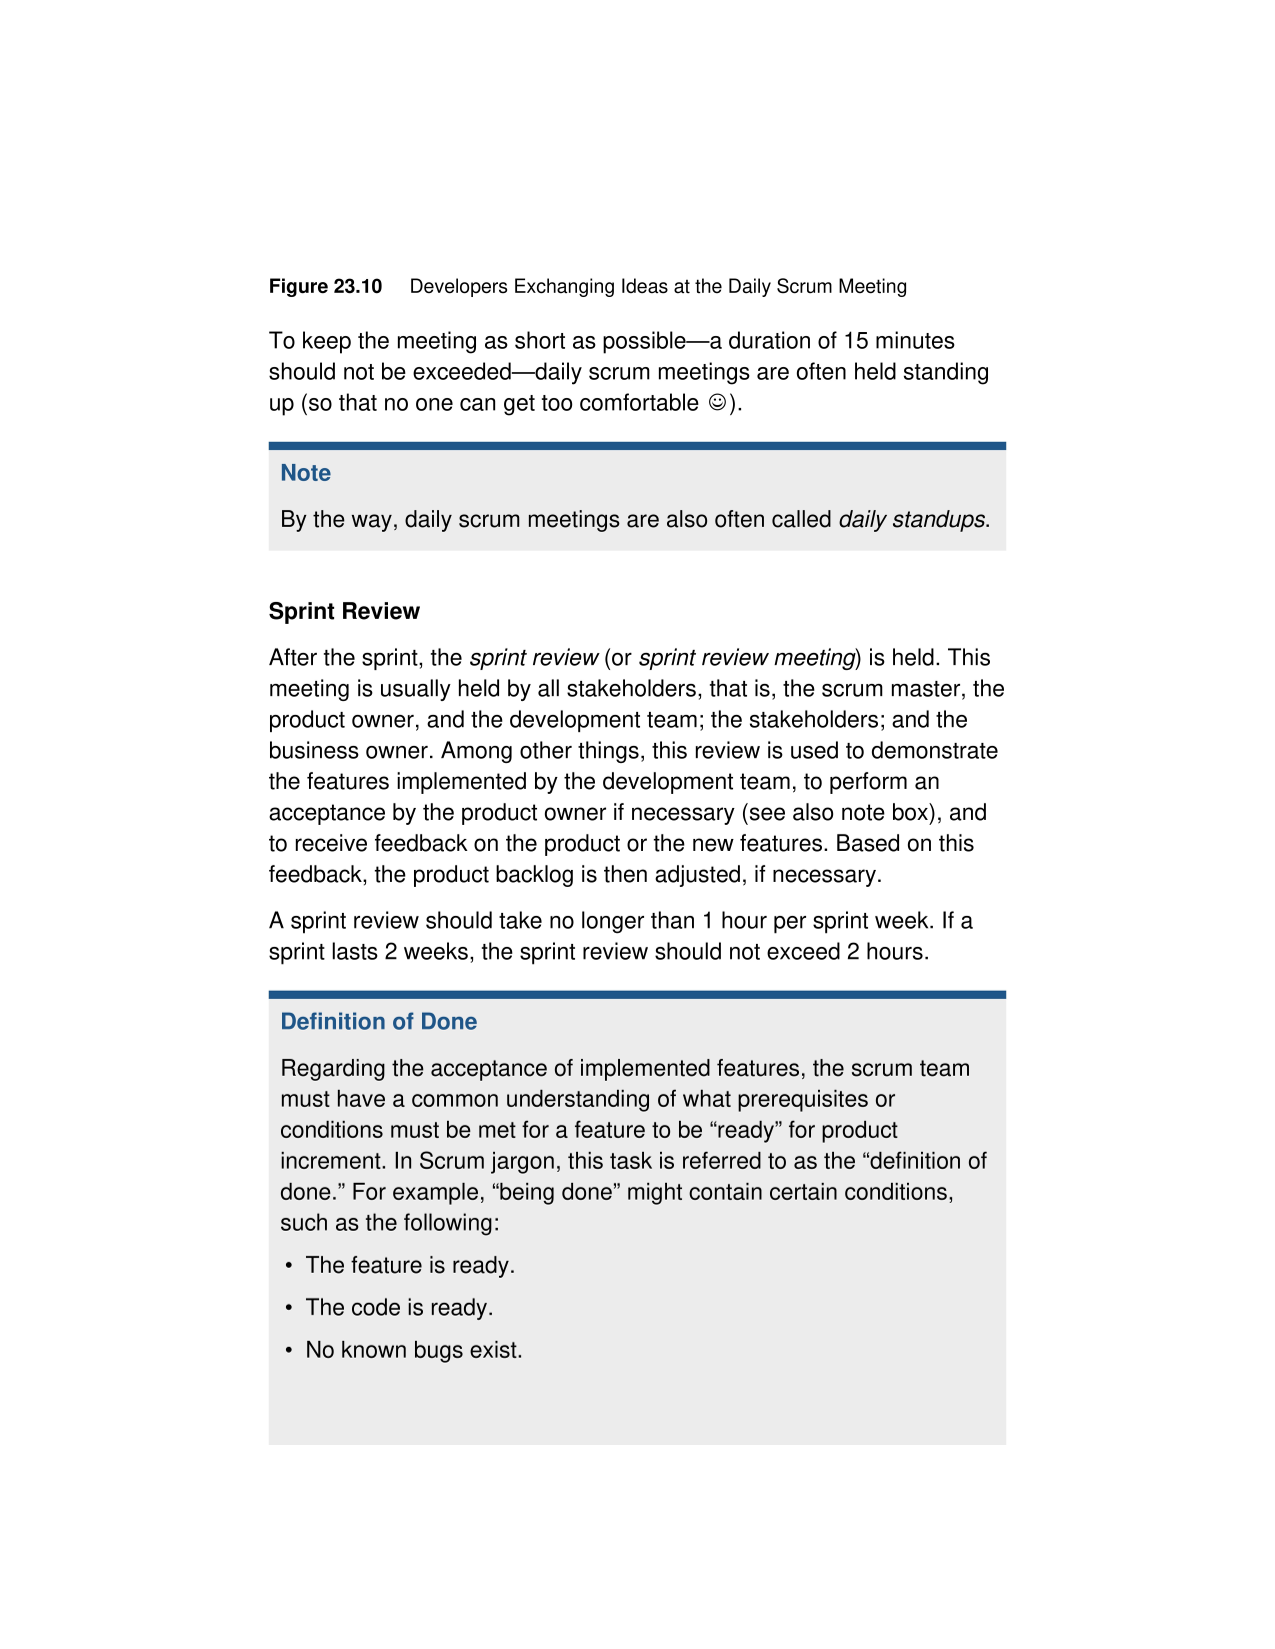 Figure 23.10 Developers Exchanging Ideas at the Daily Scrum Meeting
To keep the meeting as short as possible—a duration of 15 minutes
should not be exceeded—daily scrum meetings are often held standing
up (so that no one can get too comfortable ☺).
Note
By the way, daily scrum meetings are also often called daily standups.
Sprint Review
After the sprint, the sprint review (or sprint review meeting) is held. This
meeting is usually held by all stakeholders, that is, the scrum master, the
product owner, and the development team; the stakeholders; and the
business owner. Among other things, this review is used to demonstrate
the features implemented by the development team, to perform an
acceptance by the product owner if necessary (see also note box), and
to receive feedback on the product or the new features. Based on this
feedback, the product backlog is then adjusted, if necessary.
A sprint review should take no longer than 1 hour per sprint week. If a
sprint lasts 2 weeks, the sprint review should not exceed 2 hours.
Definition of Done
Regarding the acceptance of implemented features, the scrum team
must have a common understanding of what prerequisites or
conditions must be met for a feature to be “ready” for product
increment. In Scrum jargon, this task is referred to as the “definition of
done.” For example, “being done” might contain certain conditions,
such as the following:
• The feature is ready.
• The code is ready.
• No known bugs exist.